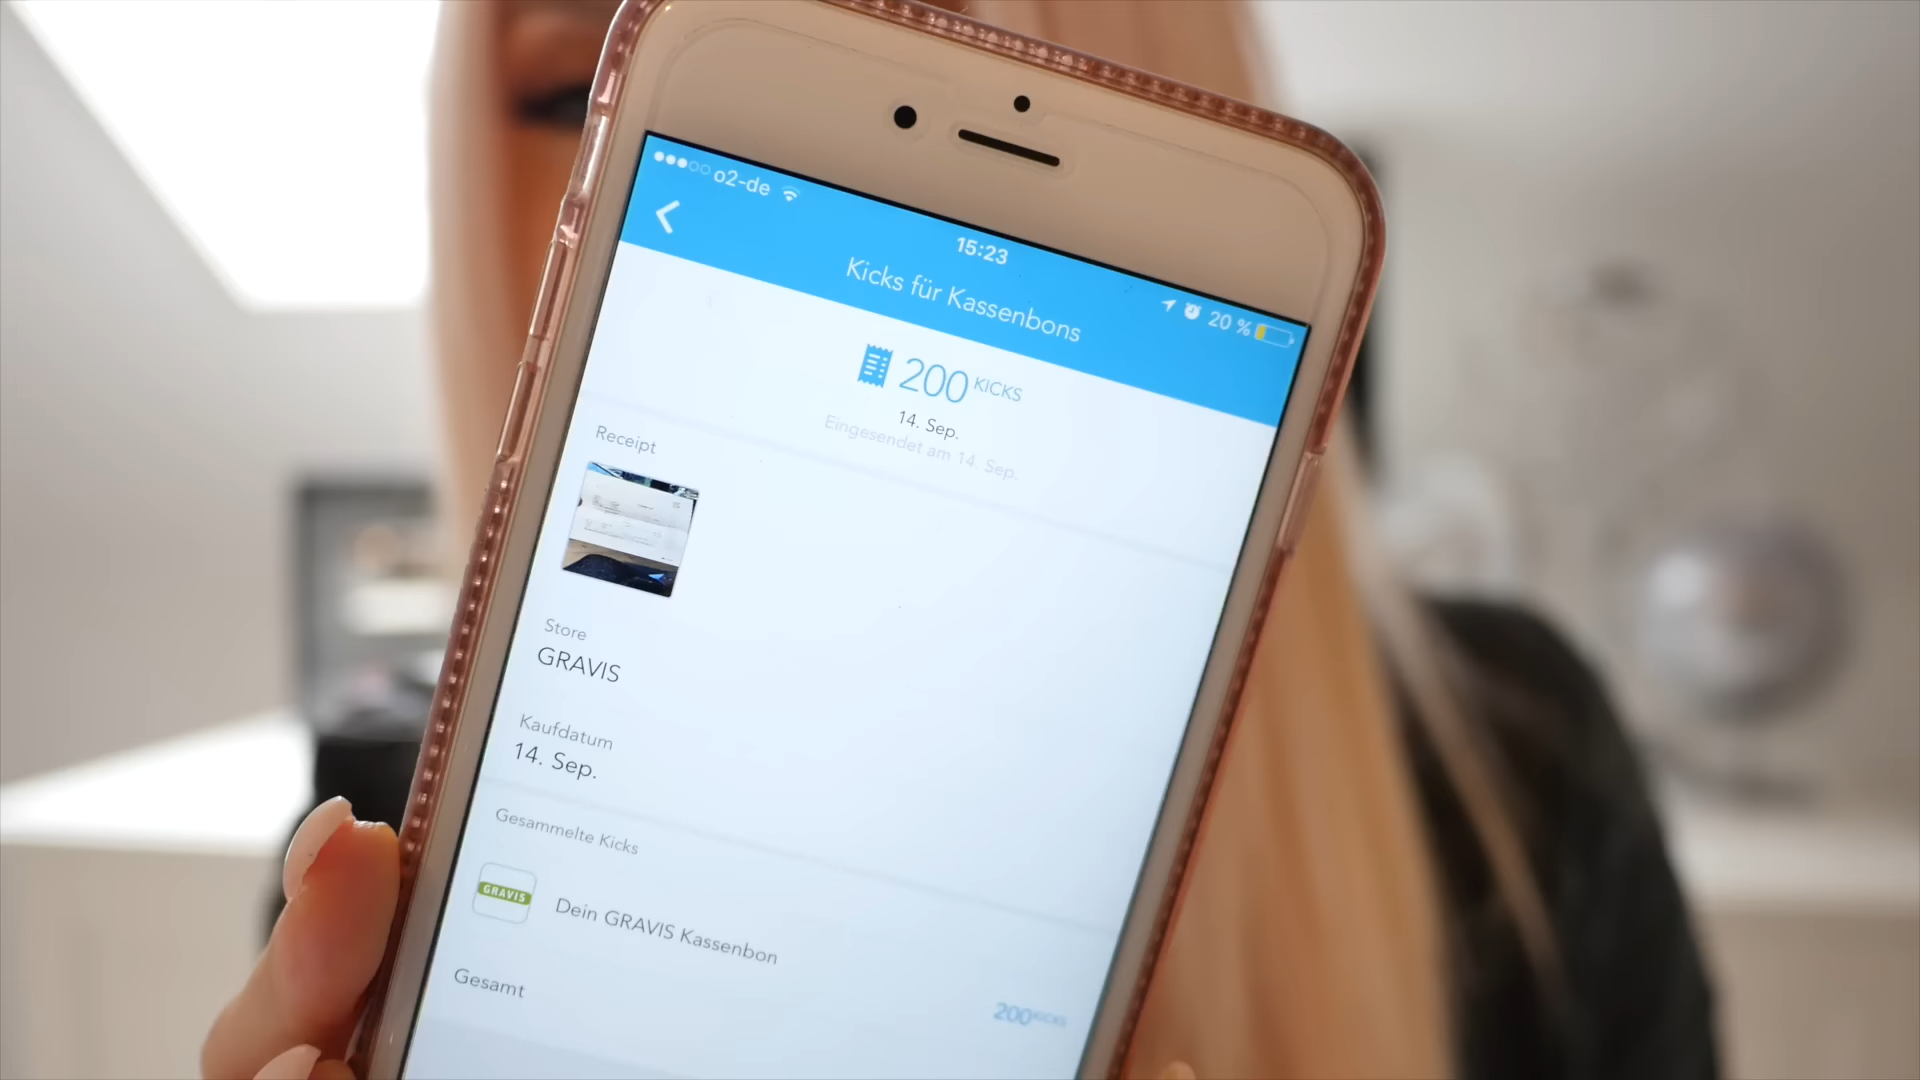 o2-de
15:23
20 %
Kicks für Kassenbons
200 KICKS
14. Sep.
Eingesendet am 14. Sep.
Receipt
Store
GRAVIS
Kaufdatum
14. Sep.
Gesammelte Kicks
GRAVIS
Dein GRAVIS Kassenbon
Gesamt
200 KICKS